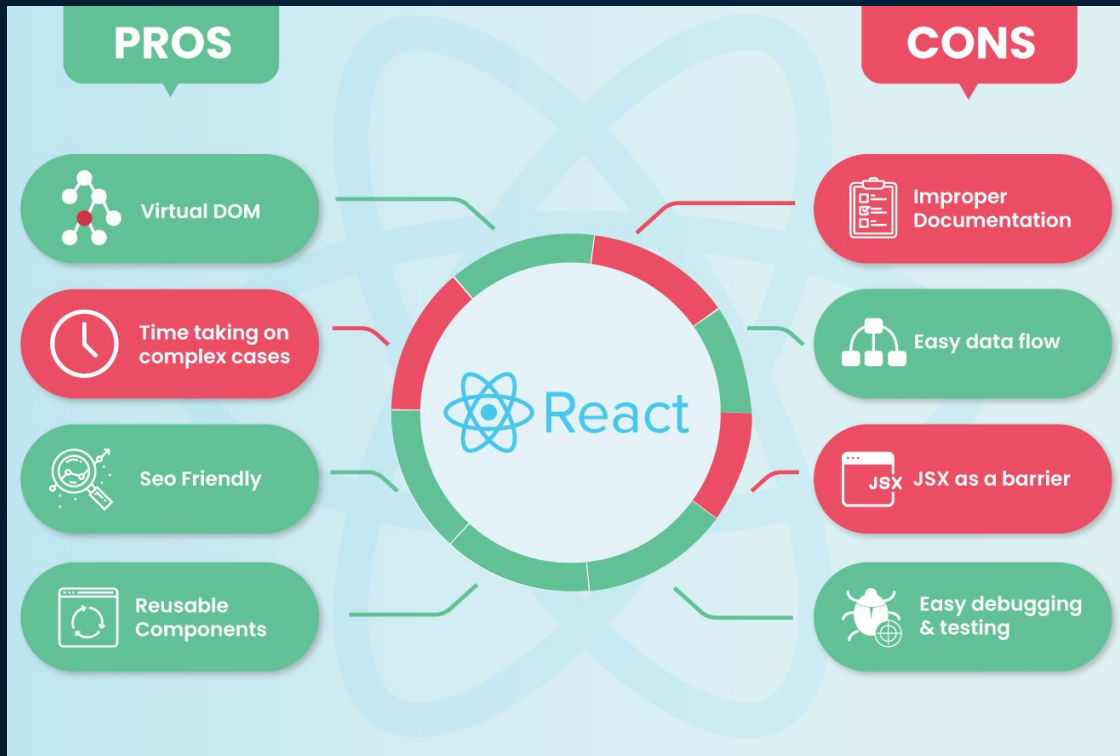 PROS
CONS
Virtual DOM
Time taking on
complex cases
Seo Friendly
Reusable
Components
React
Improper
Documentation
Easy data flow
JSX
JSX as a barrier
Easy debugging
& testing